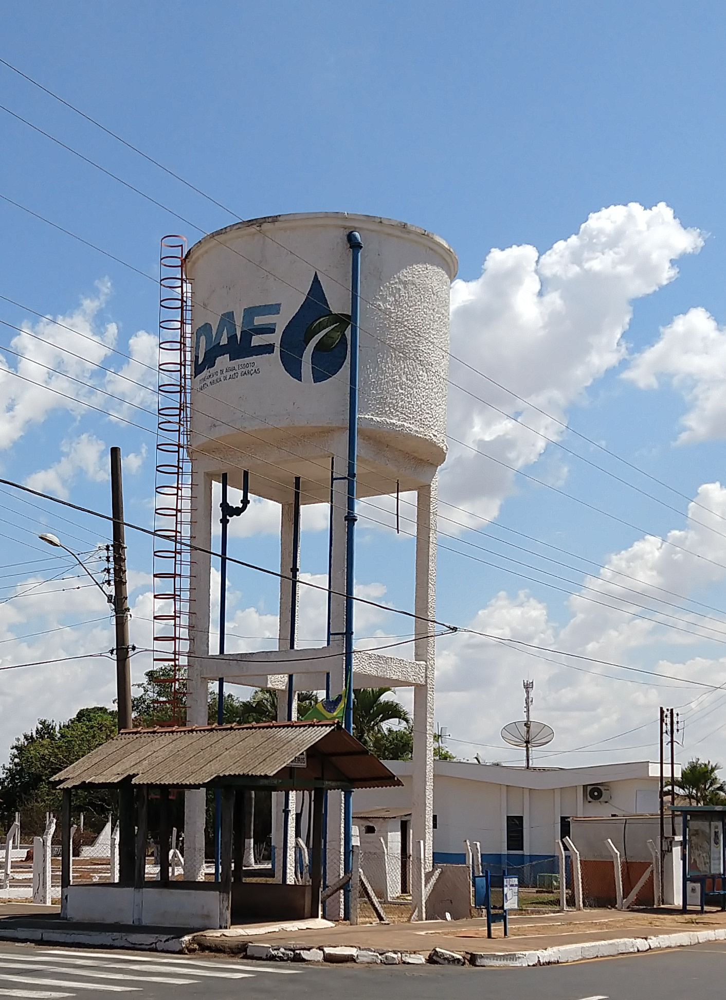 DAE
DEPARTAMENTO DE ÁGUA, ESGOTO
LIMPEZA PÚBLICA DE ALTO GARÇAS